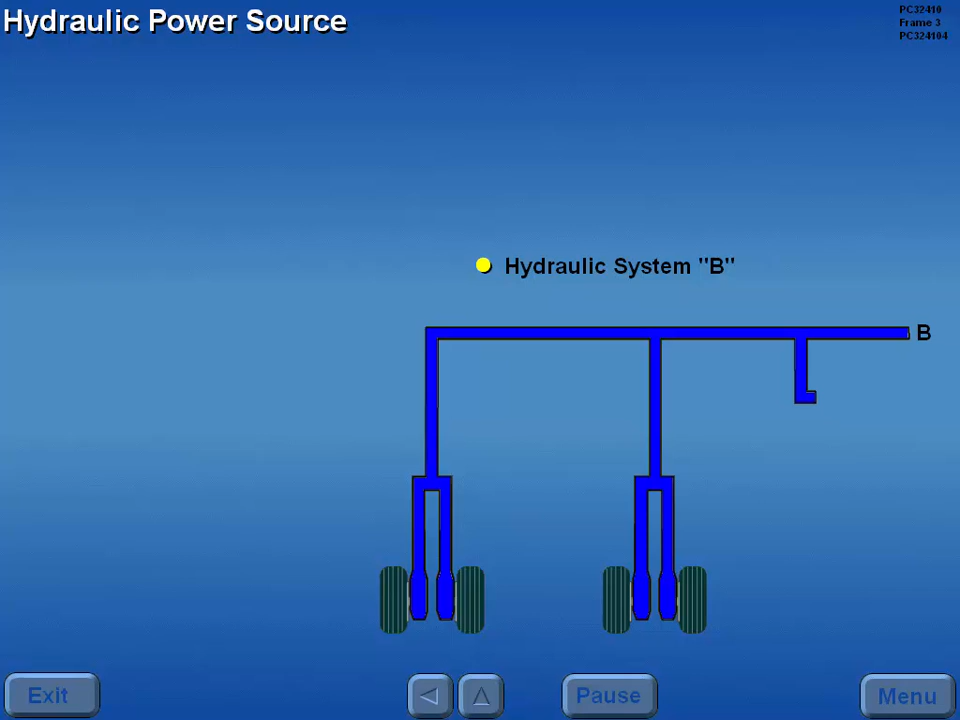 Hydraulic Power Source
PC32410
Frame 3
PC324104
Hydraulic System "B"
B
Exit
Pause
Menu